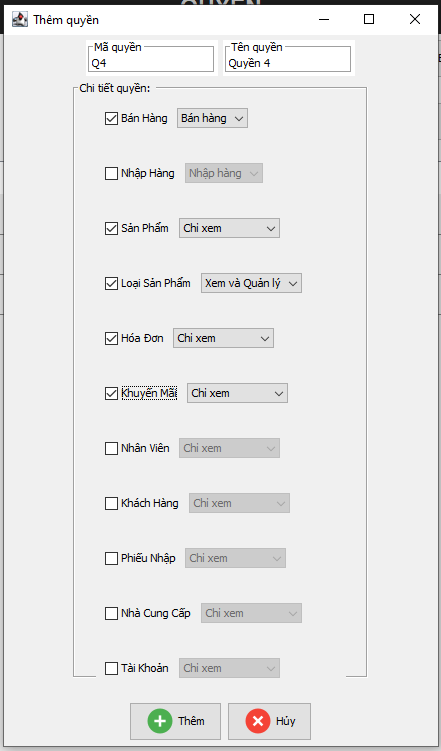 Thêm quyền
Mã quyền
Q4
Tên quyền
Quyền 4
Chi tiết quyền:
Bán Hàng Bán hàng
Nhập Hàng Nhập hàng
Sản Phẩm Chỉ xem
Loại Sản Phẩm Xem và Quản lý
Hóa Đơn Chỉ xem
Khuyến Mãi Chỉ xem
Nhân Viên Chỉ xem
Khách Hàng Chỉ xem
Phiếu Nhập Chỉ xem
Nhà Cung Cấp Chỉ xem
Tài Khoản Chỉ xem
Thêm Hủy